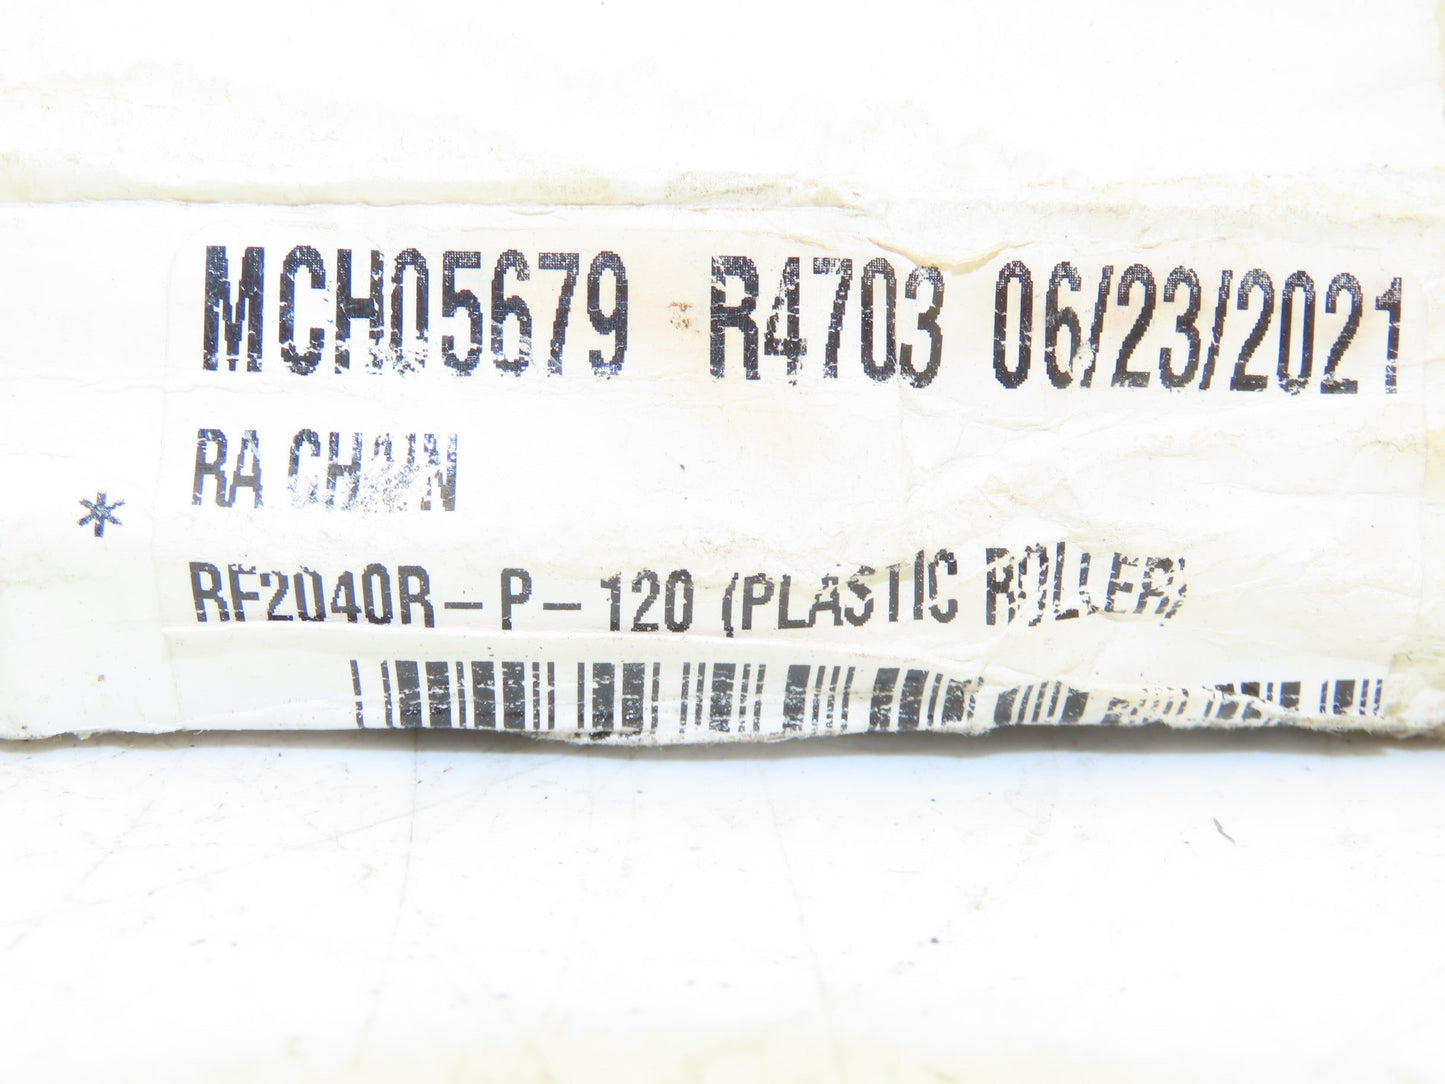 MCH05679 R4703 06/23/2021
RA CHAIN
*
RF2040R-P-120 (PLASTIC ROLLER)